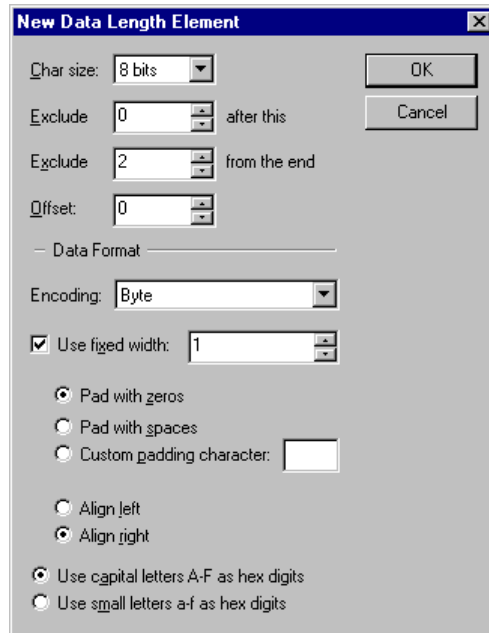 New Data Length Element
Char size: 8 bits OK
Exclude 0 after this Cancel
Exclude 2 from the end
Offset: 0
Data Format
Encoding: Byte
Use fixed width: 1
Pad with zeros
Pad with spaces
Custom padding character:
Align left
Align right
Use capital letters A-F as hex digits
Use small letters a-f as hex digits